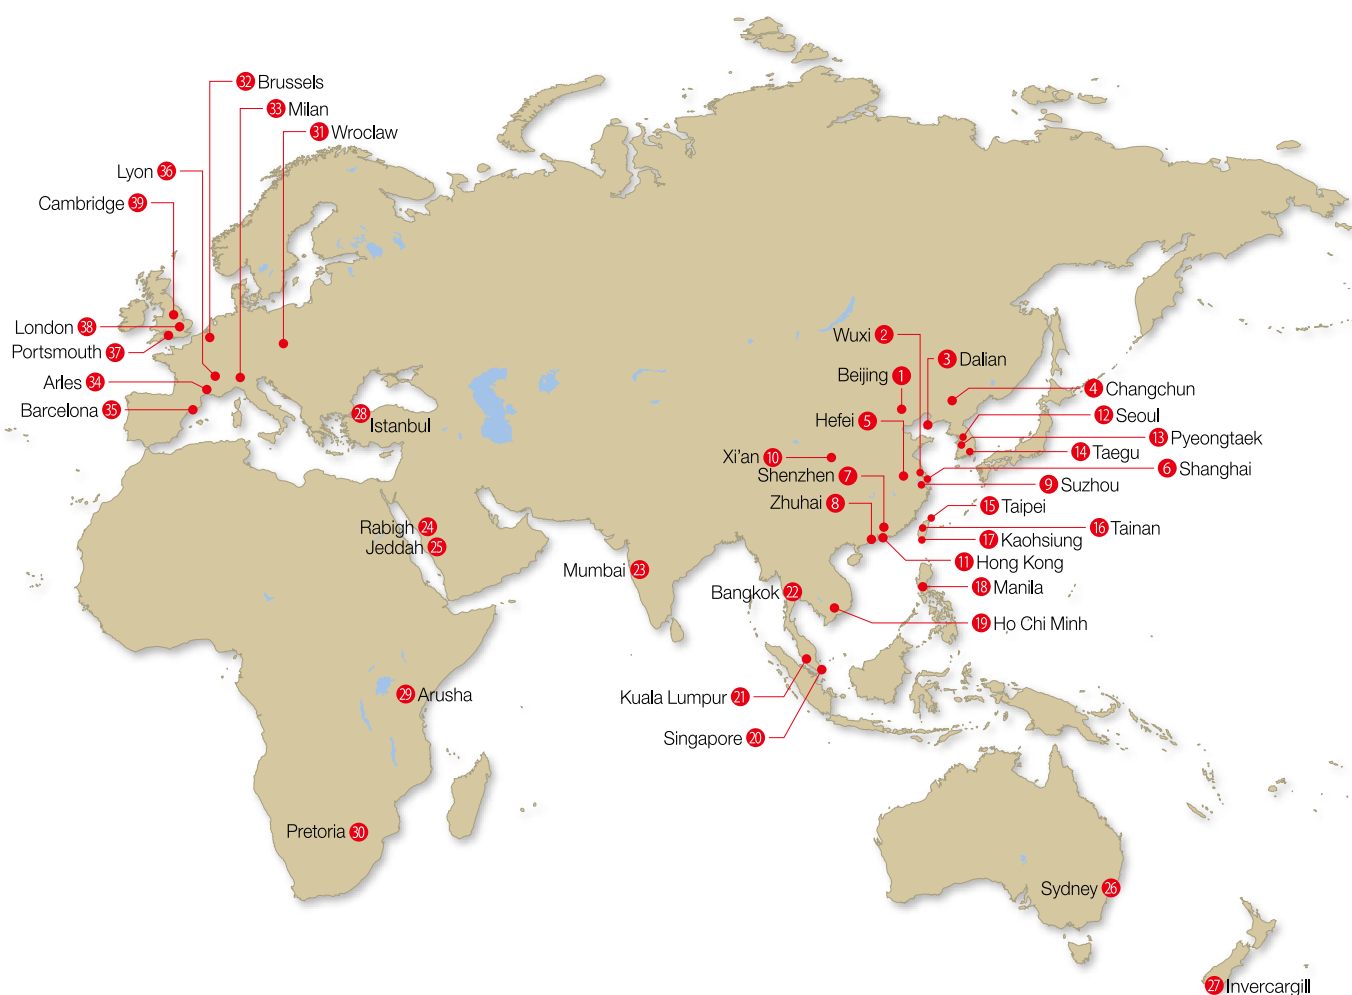 32 Brussels
33 Milan
31 Wroclaw
Lyon 36
Cambridge 39
London 38
Portsmouth 37
Arles 34
Barcelona 35
28
Istanbul
Wuxi 2
3 Dalian
Beijing 1
4 Changchun
Hefei 5
12 Seoul
13 Pyeongtaek
14 Taegu
Xi'an 10
6 Shanghai
Shenzhen 7
9 Suzhou
Zhuhai 8
15 Taipei
16 Tainan
17 Kaohsiung
11 Hong Kong
Rabigh 24
Jeddah 25
Mumbai 23
Bangkok 22
18 Manila
19 Ho Chi Minh
29 Arusha
Kuala Lumpur 21
Singapore 20
Pretoria 30
Sydney 26
27 Invercargill